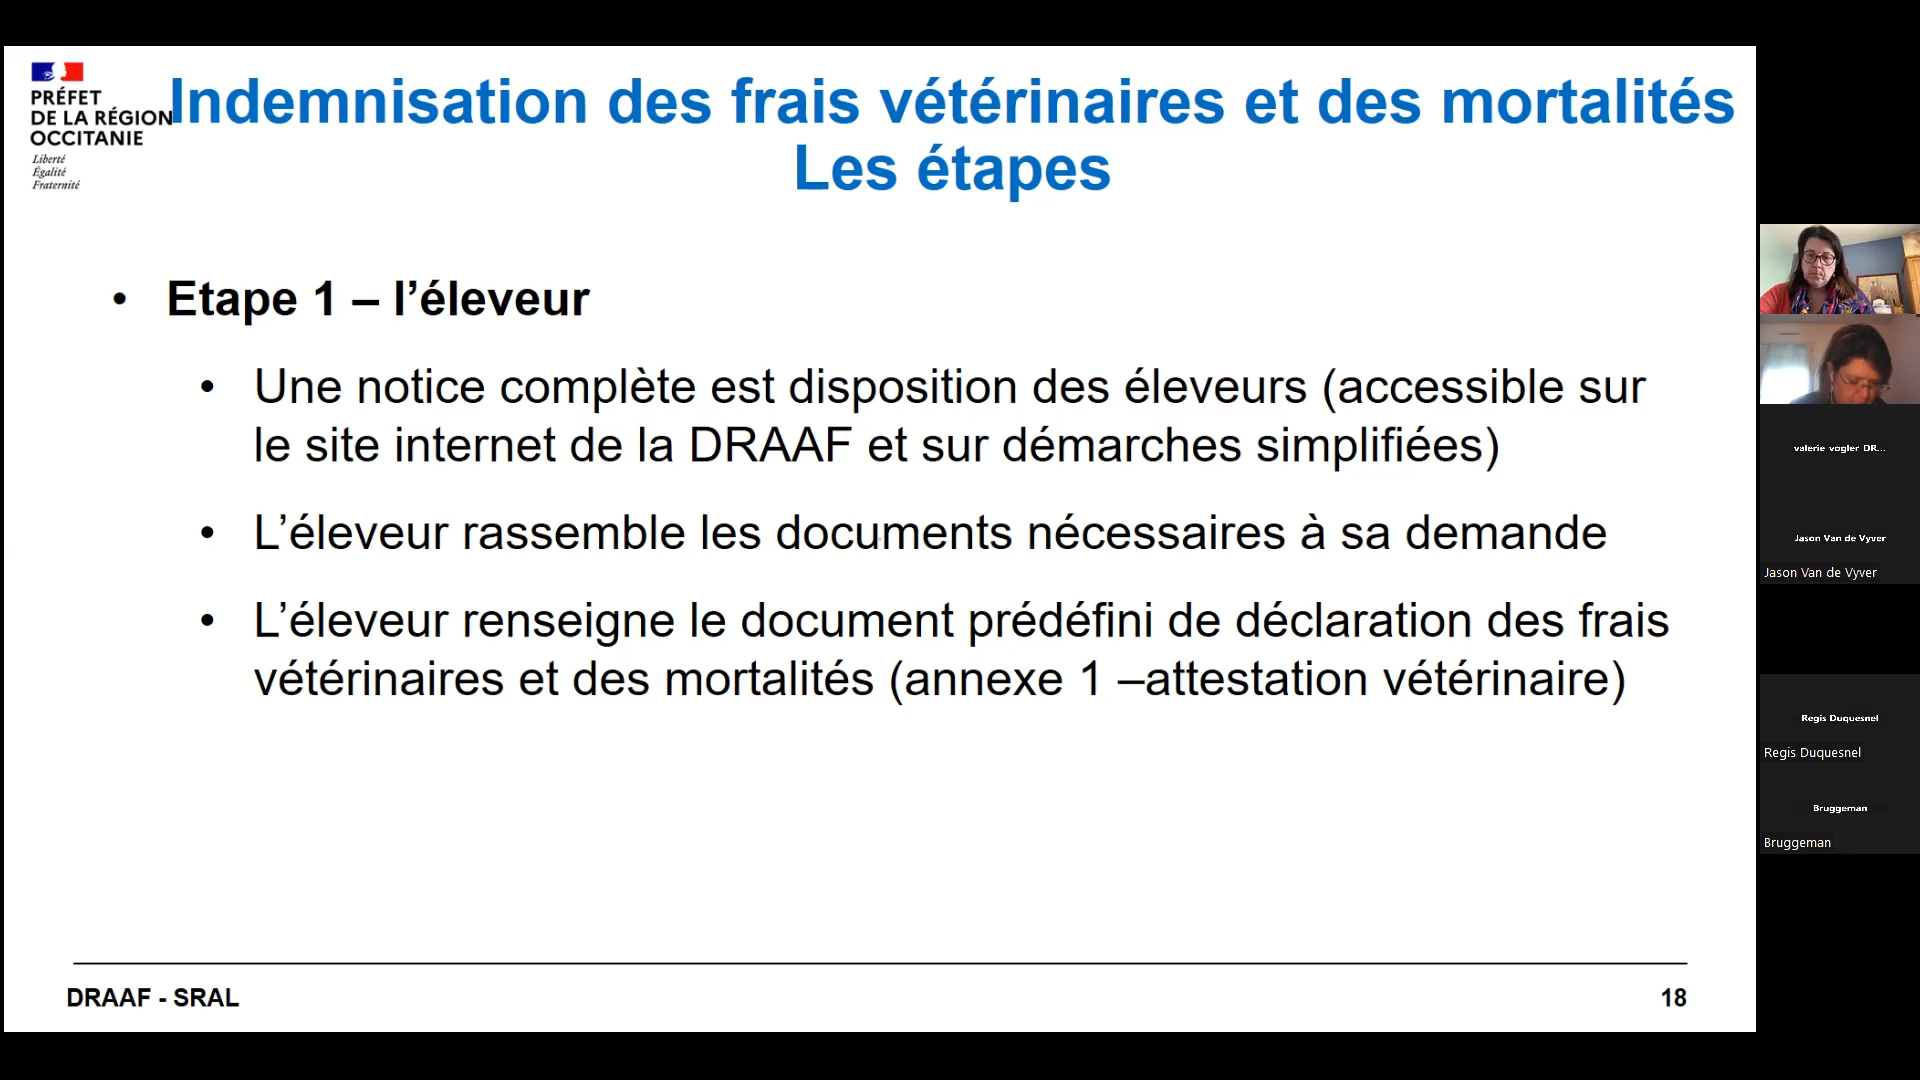 PRÉFET
DE LA RÉGION
OCCITANIE
Liberté
Égalité
Fraternité
Indemnisation des frais vétérinaires et des mortalités
Les étapes
• Etape 1 – l’éleveur
• Une notice complète est disposition des éleveurs (accessible sur
le site internet de la DRAAF et sur démarches simplifiées)
• L’éleveur rassemble les documents nécessaires à sa demande
• L’éleveur renseigne le document prédéfini de déclaration des frais
vétérinaires et des mortalités (annexe 1 –attestation vétérinaire)
DRAAF - SRAL
18
valerie vogler DR...
Jason Van de Vyver
Jason Van de Vyver
Regis Duquesnel
Regis Duquesnel
Bruggeman
Bruggeman